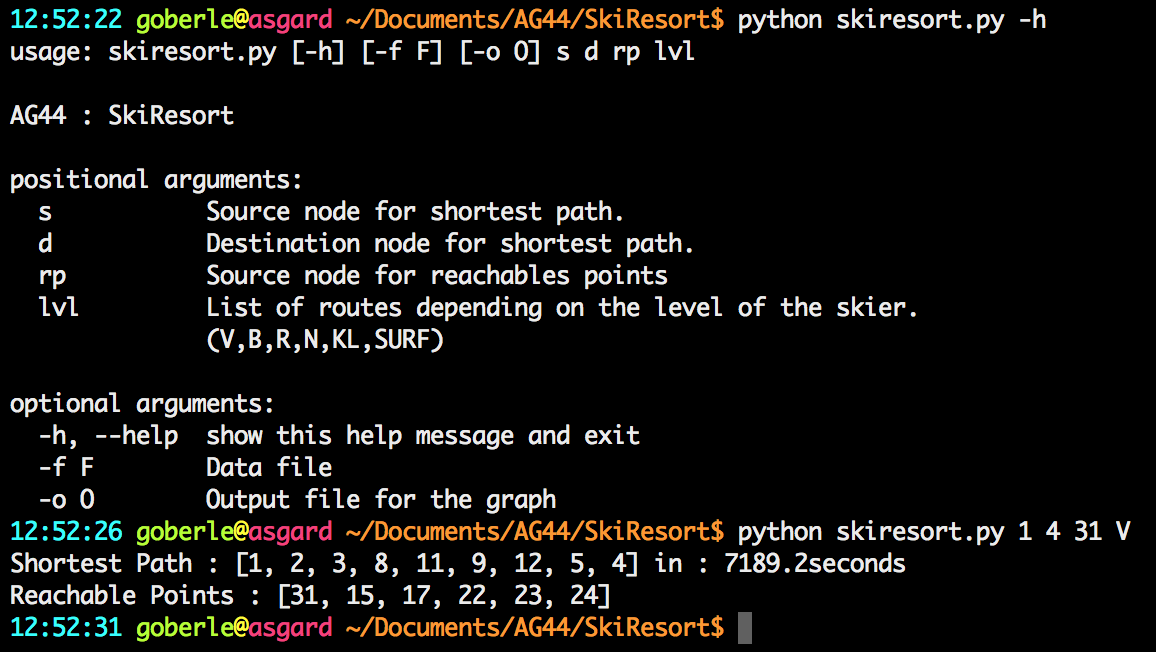 12:52:22 goberle@asgard ~/Documents/AG44/SkiResort$ python skiresort.py -h
usage: skiresort.py [-h] [-f F] [-o O] s d rp lvl
AG44 : SkiResort
positional arguments:
s Source node for shortest path.
d Destination node for shortest path.
rp Source node for reachables points
lvl List of routes depending on the level of the skier.
(V,B,R,N,KL,SURF)
optional arguments:
-h, --help show this help message and exit
-f F Data file
-o O Output file for the graph
12:52:26 goberle@asgard ~/Documents/AG44/SkiResort$ python skiresort.py 1 4 31 V
Shortest Path : [1, 2, 3, 8, 11, 9, 12, 5, 4] in : 7189.2seconds
Reachable Points : [31, 15, 17, 22, 23, 24]
12:52:31 goberle@asgard ~/Documents/AG44/SkiResort$